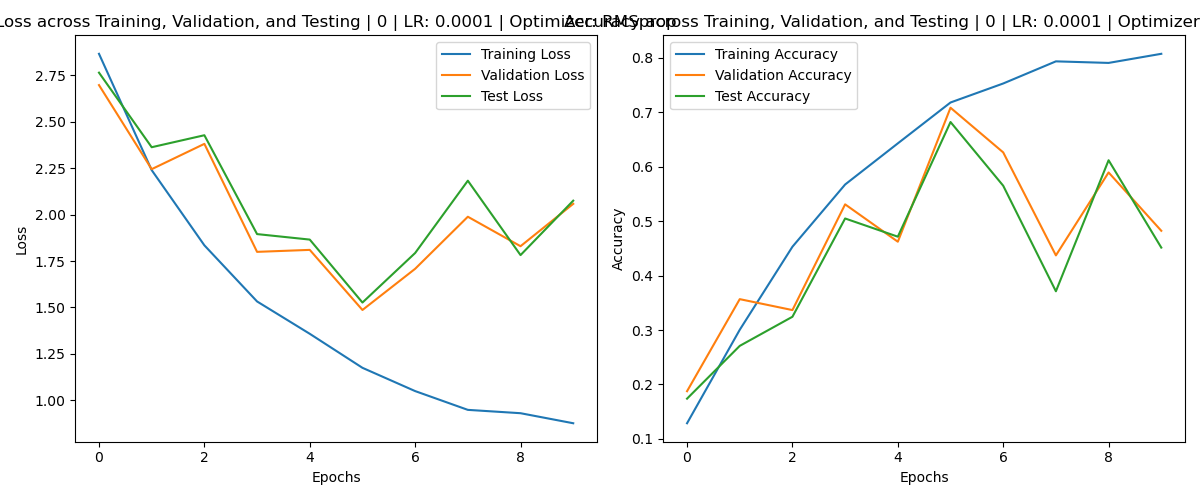 Loss across Training, Validation, and Testing | 0 | LR: 0.0001 | Optimizer: RMSprop
Accuracy across Training, Validation, and Testing | 0 | LR: 0.0001 | Optimizer
Training Loss
Validation Loss
Test Loss
2.75
2.50
2.25
2.00
1.75
1.50
1.25
1.00
Loss
0 2 4 6 8
Epochs
Training Accuracy
Validation Accuracy
Test Accuracy
0.8
0.7
0.6
0.5
0.4
0.3
0.2
0.1
Accuracy
0 2 4 6 8
Epochs